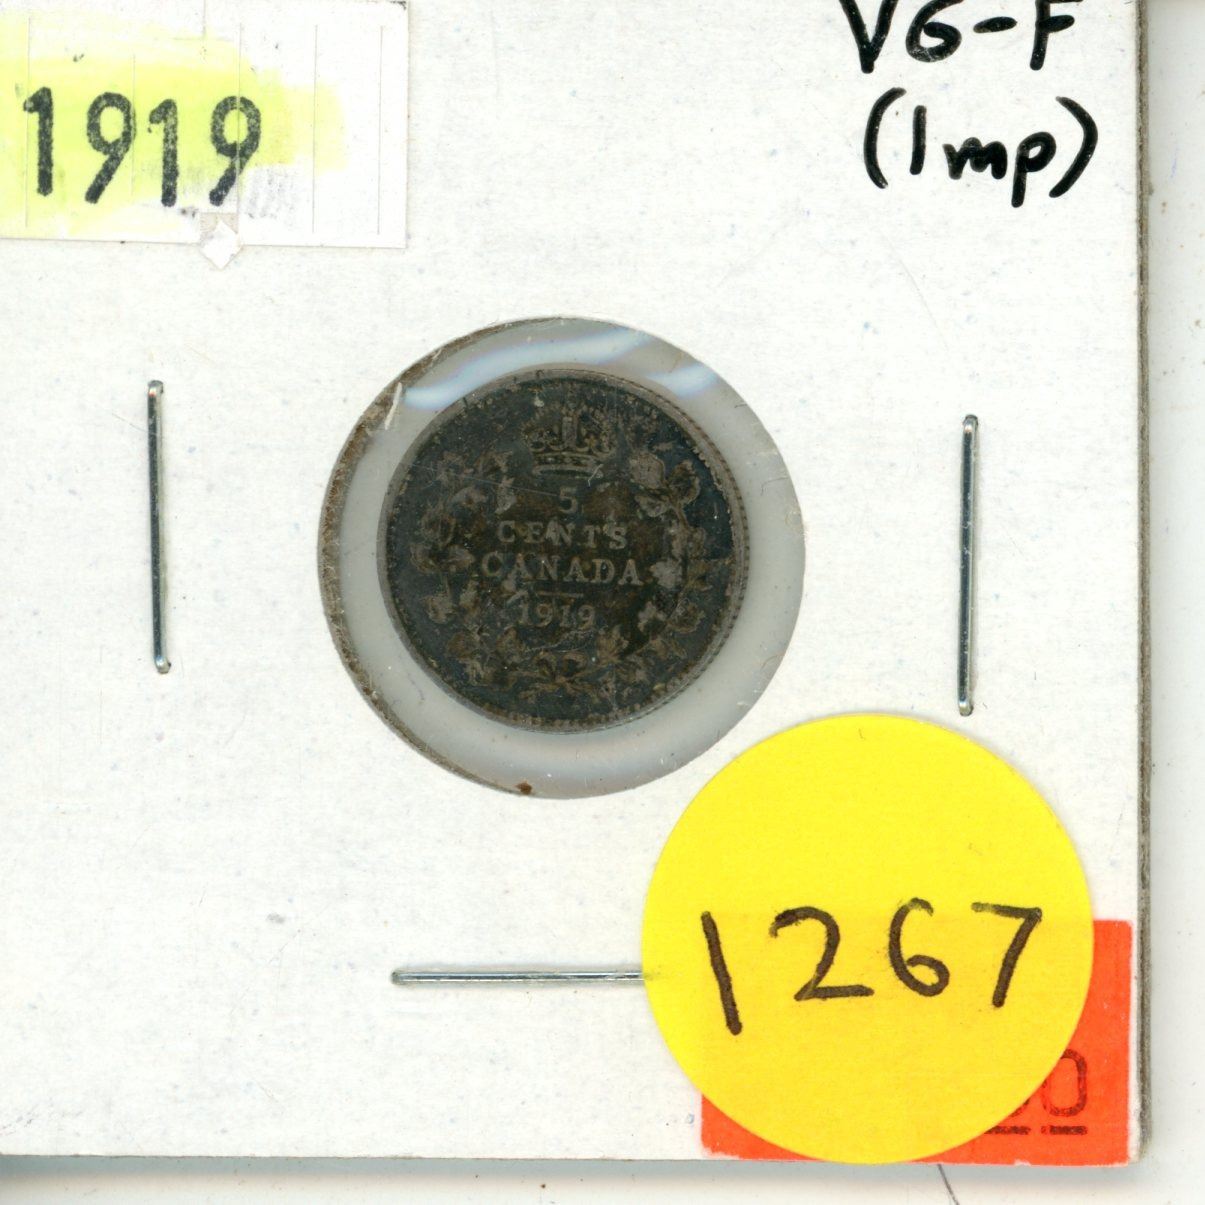 VG-F
(Imp)
1919
5
CENTS
CANADA
1919
1267